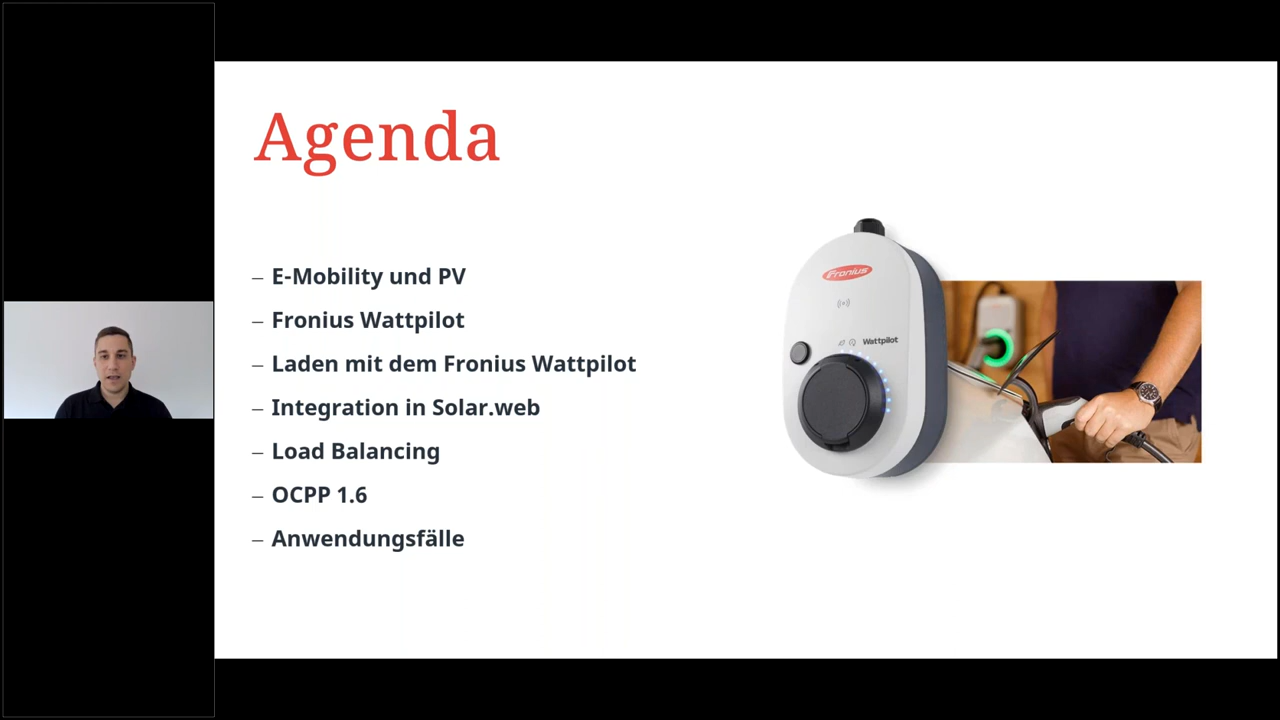 Agenda
– E-Mobility und PV
– Fronius Wattpilot
– Laden mit dem Fronius Wattpilot
– Integration in Solar.web
– Load Balancing
– OCPP 1.6
– Anwendungsfälle
Fronius
Wattpilot